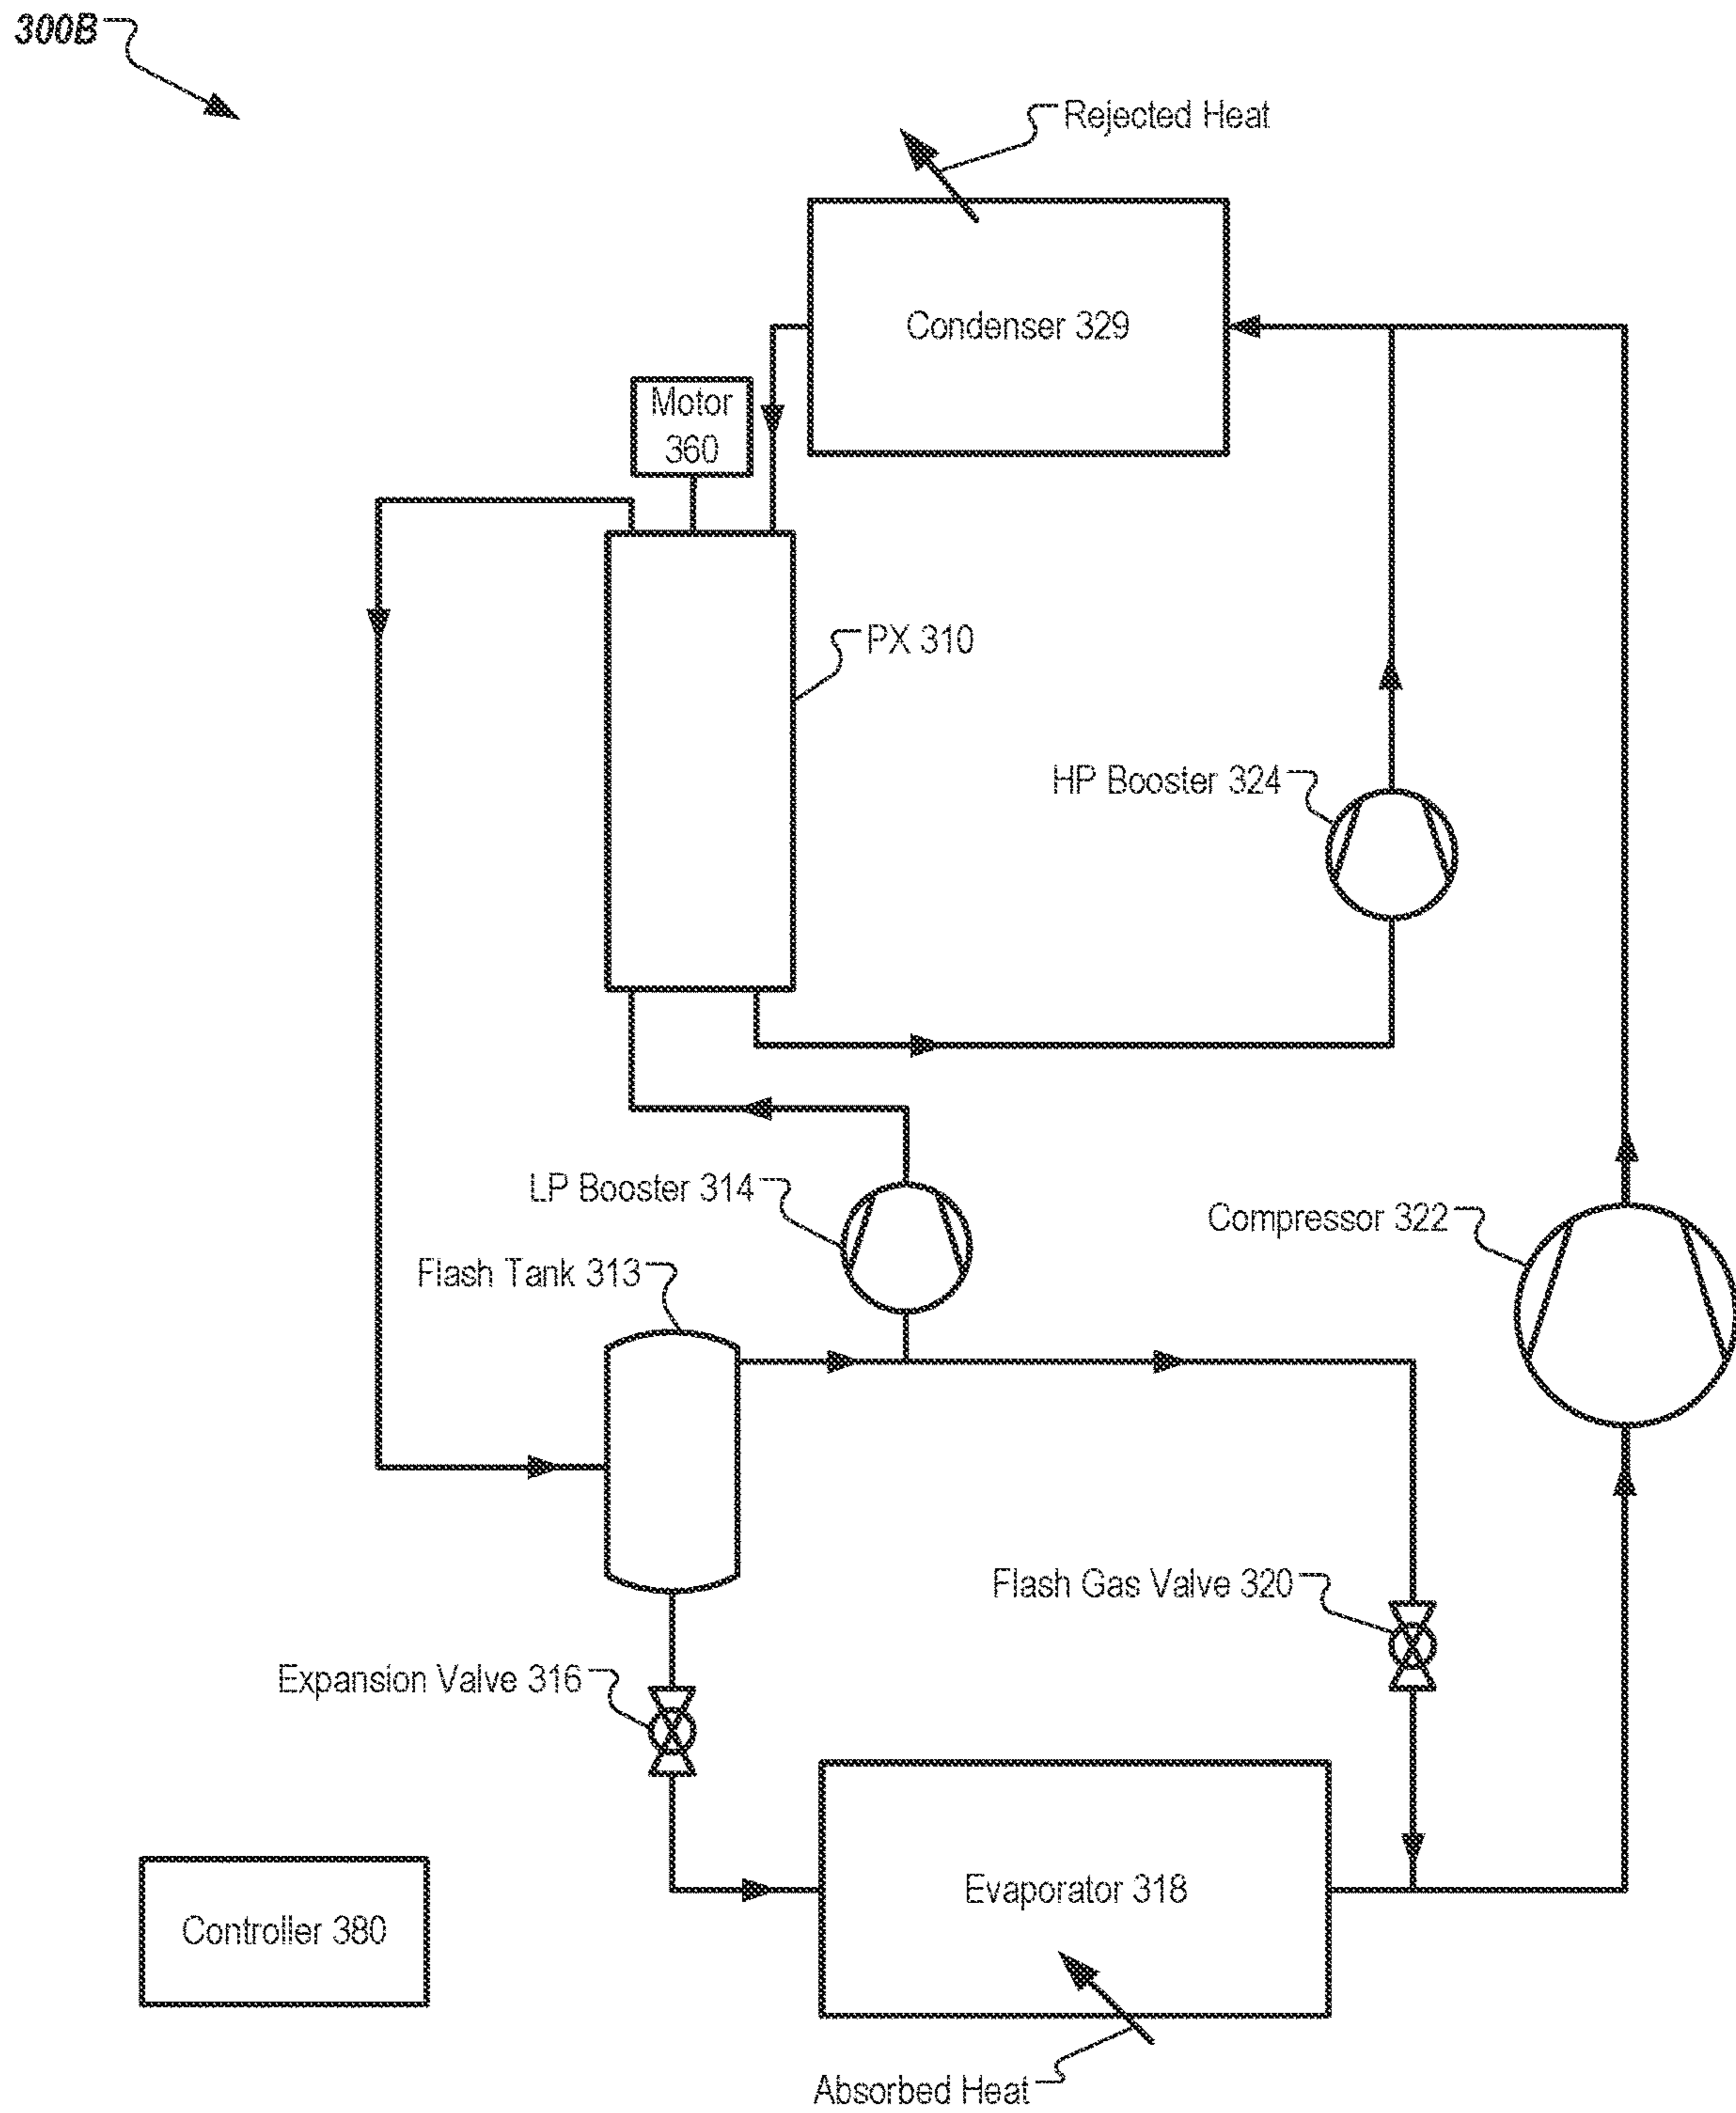 300B
Rejected Heat
Condenser 329
Motor
360
PX 310
HP Booster 324
LP Booster 314
Compressor 322
Flash Tank 313
Flash Gas Valve 320
Expansion Valve 316
Evaporator 318
Controller 380
Absorbed Heat